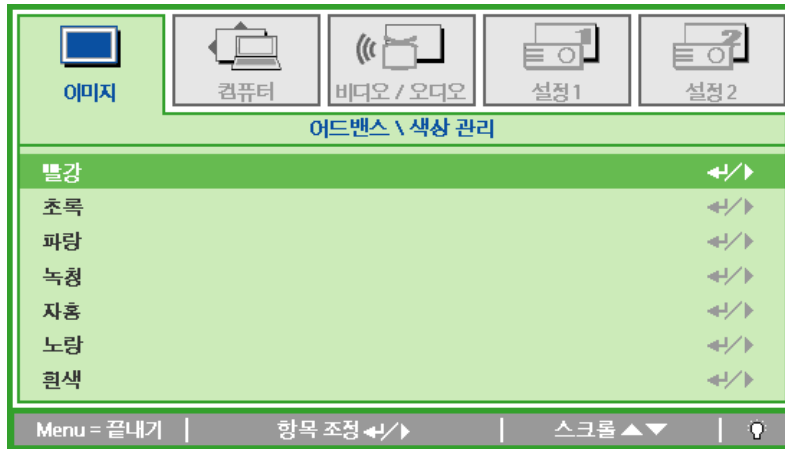 이미지
컴퓨터
비디오 / 오디오
설정1
설정2
어드밴스 \ 색상 관리
빨강
초록
파랑
녹청
자홍
노랑
흰색
Menu = 끝내기 | 항목 조정 ↵/▶ | 스크롤 ▲▼ |